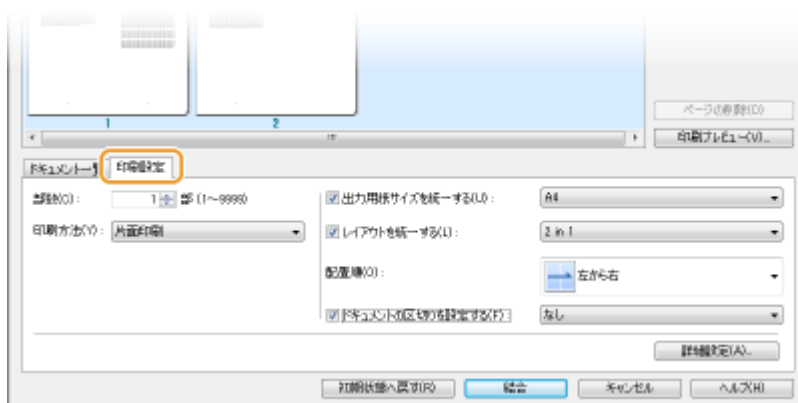 1
2
ページの削除(D)
印刷プレビュー(V)...
ドキュメント一覧
印刷設定
部数(C):
1
部 (1～9999)
出力用紙サイズを統一する(U):
A4
印刷方法(Y):
片面印刷
レイアウトを統一する(L):
2 in 1
配置順(O):
左から右
ドキュメントの区切りを設定する(F):
なし
詳細設定(A)...
初期状態へ戻す(R)
結合
キャンセル
ヘルプ(H)